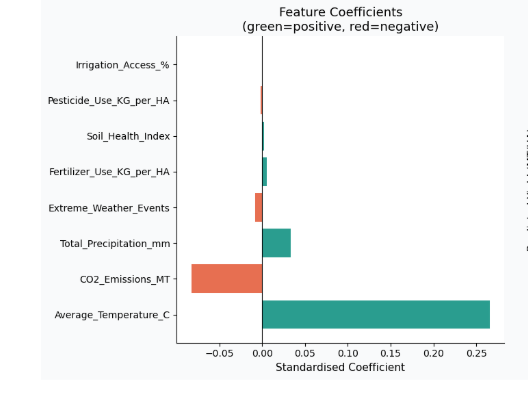 Feature Coefficients
(green=positive, red=negative)
Irrigation_Access_%
Pesticide_Use_KG_per_HA
Soil_Health_Index
Fertilizer_Use_KG_per_HA
Extreme_Weather_Events
Total_Precipitation_mm
CO2_Emissions_MT
Average_Temperature_C
−0.05 0.00 0.05 0.10 0.15 0.20 0.25
Standardised Coefficient